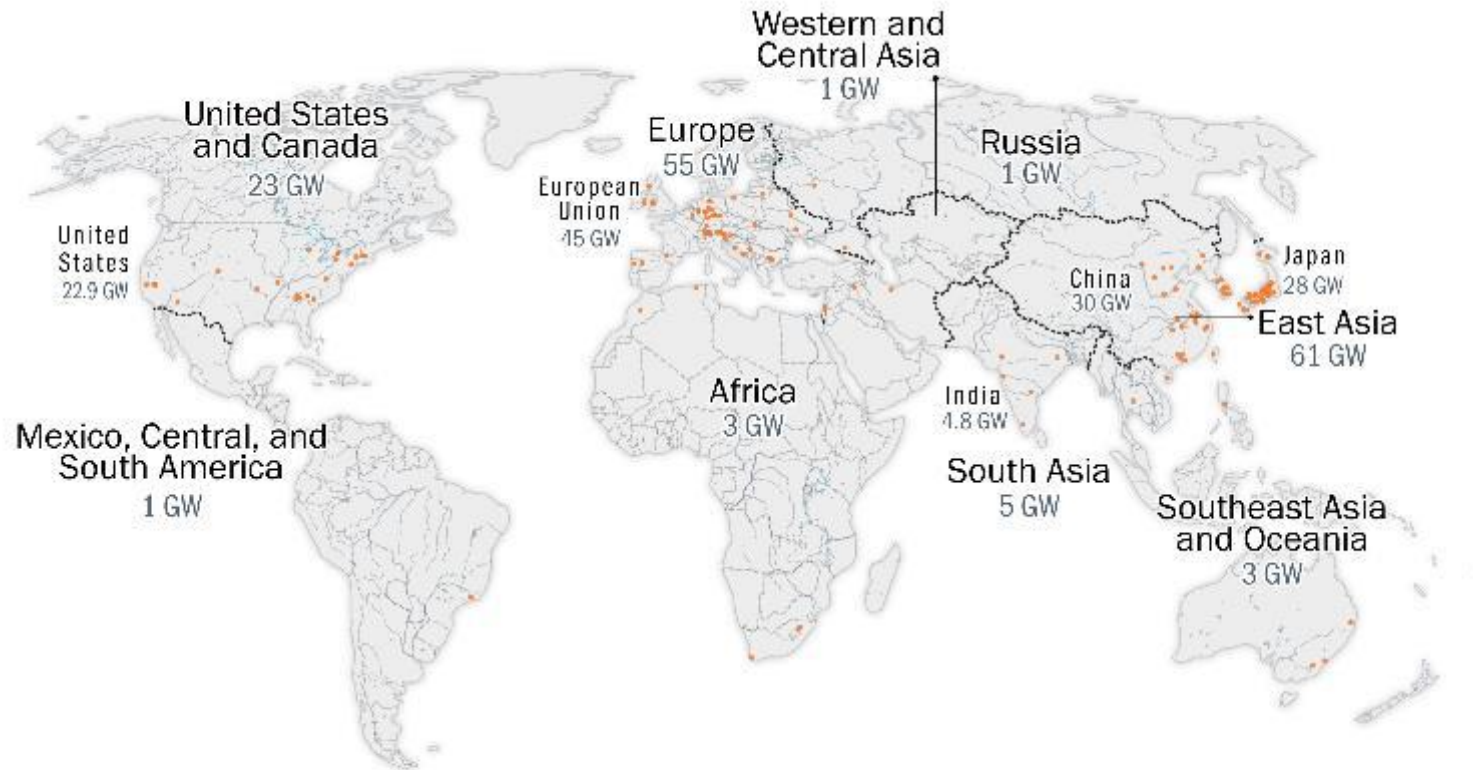 Western and
Central Asia
1 GW
United States
and Canada
23 GW
Europe
55 GW
Russia
1 GW
European
Union
45 GW
United
States
22.9 GW
China
30 GW
Japan
28 GW
East Asia
61 GW
Africa
3 GW
India
4.8 GW
Mexico, Central, and
South America
1 GW
South Asia
5 GW
Southeast Asia
and Oceania
3 GW